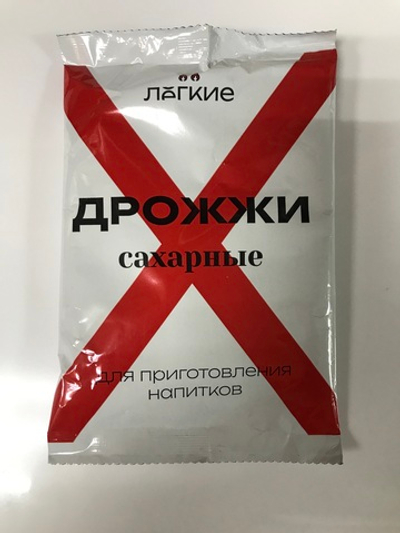 лёгкие
ДРОЖЖИ
сахарные
для приготовления
напитков